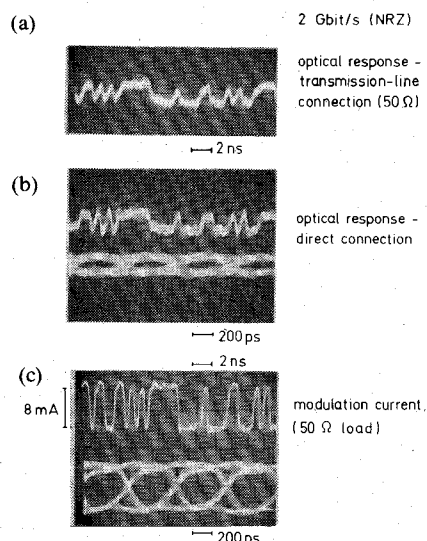 (a)
2 Gbit/s (NRZ)
optical response -
transmission-line
connection (50 Ω)
2 ns
(b)
optical response -
direct connection
200 ps
2 ns
(c)
8 mA
modulation current
(50 Ω load)
200 ps